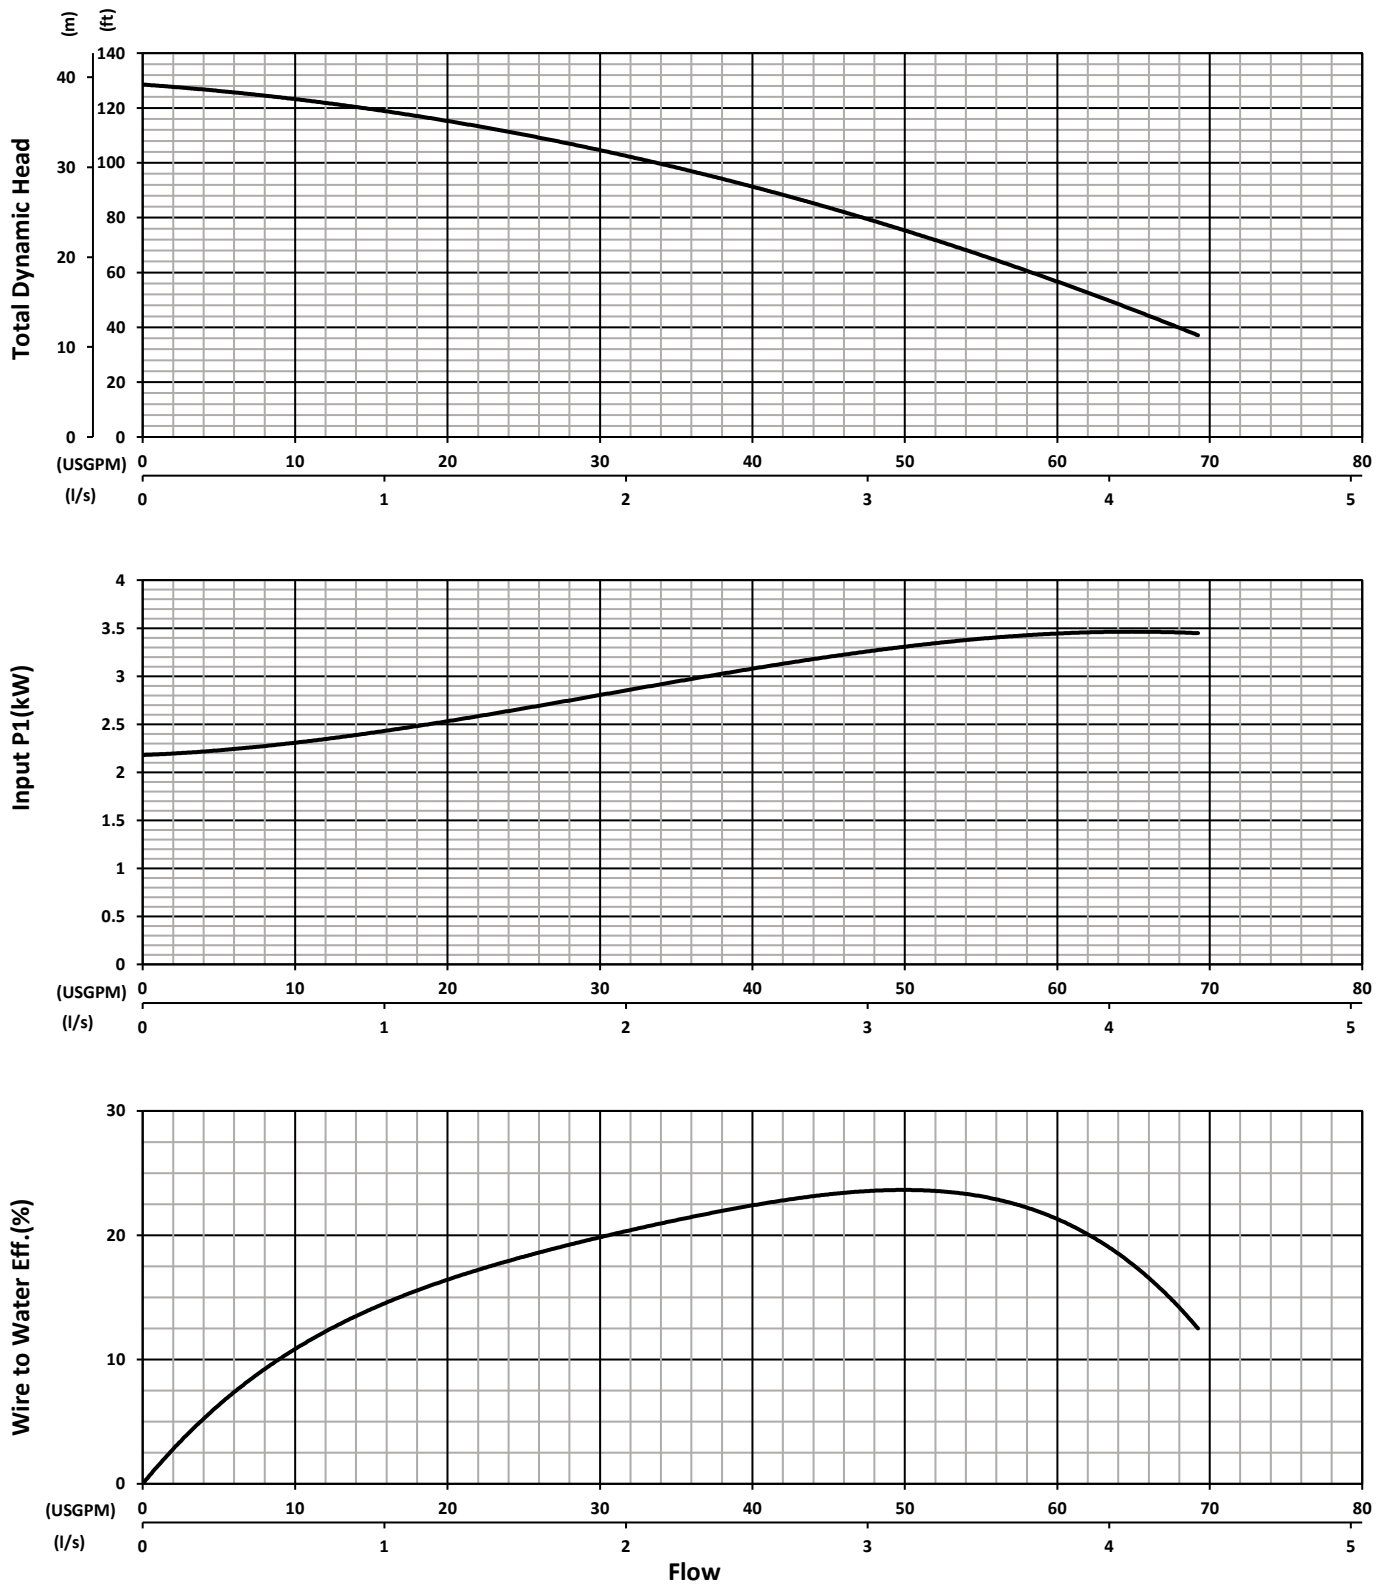 (m) (ft)
Total Dynamic Head
140
40
120
100
30
80
20
60
40
10
20
0 0
0 10 20 30 40 50 60 70 80
(USGPM)
(l/s)
0 1 2 3 4 5
Input P1(kW)
4
3.5
3
2.5
2
1.5
1
0.5
0
0 10 20 30 40 50 60 70 80
(USGPM)
(l/s)
0 1 2 3 4 5
Wire to Water Eff.(%)
30
20
10
0
0 10 20 30 40 50 60 70 80
(USGPM)
(l/s)
0 1 2 3 4 5
Flow